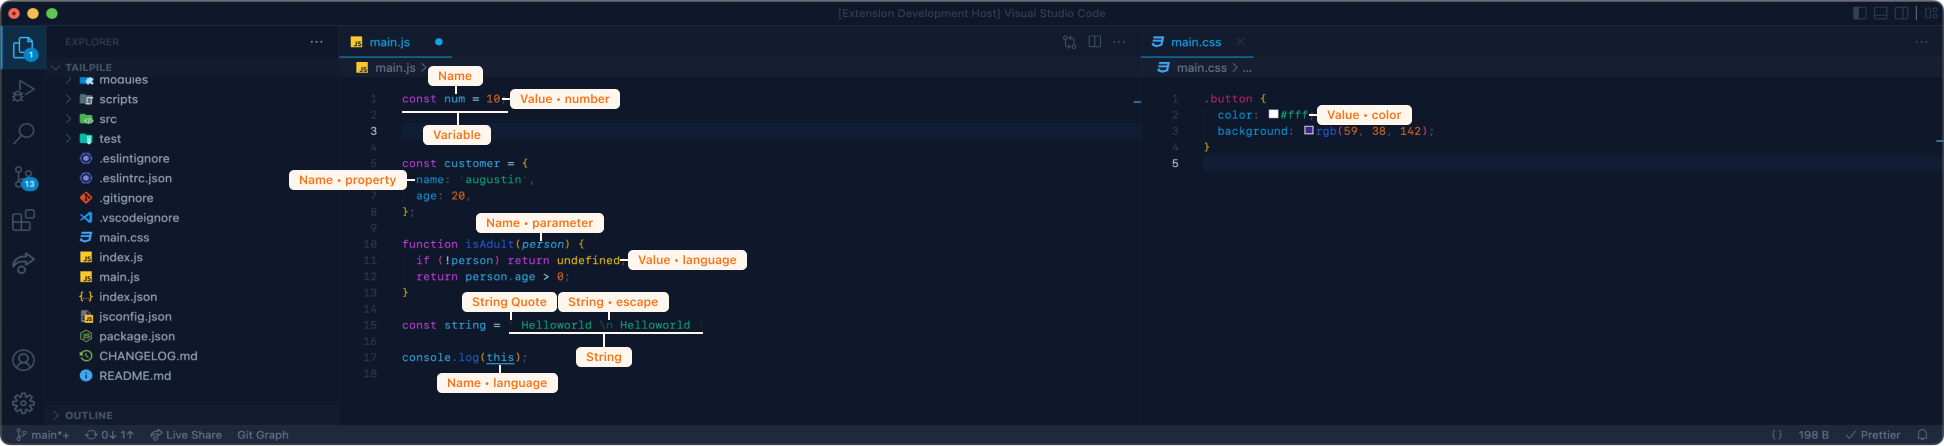 [Extension Development Host] Visual Studio Code
1
13
EXPLORER
TAILPILE
modules
scripts
src
test
.eslintignore
.eslintrc.json
.gitignore
.vscodeignore
main.css
index.js
main.js
index.json
jsconfig.json
package.json
CHANGELOG.md
README.md
OUTLINE
JS main.js
JS main.js >
Name
1 const num = 10; Value • number
2
Variable
3
4
5 const customer = {
Name • property name: 'augustin',
7 age: 20,
8 };
9
Name • parameter
10 function isAdult(person) {
11 if (!person) return undefined Value • language
12 return person.age > 0;
13 }
14
String Quote String • escape
15 const string = ' Helloworld \n Helloworld '
16
String
17 console.log(this);
18
Name • language
main.css
main.css > ...
1 .button {
2 color: #fff; Value • color
3 background: rgb(59, 38, 142);
4 }
5
main*+ 0↓ 1↑ Live Share Git Graph
{} 198 B Prettier